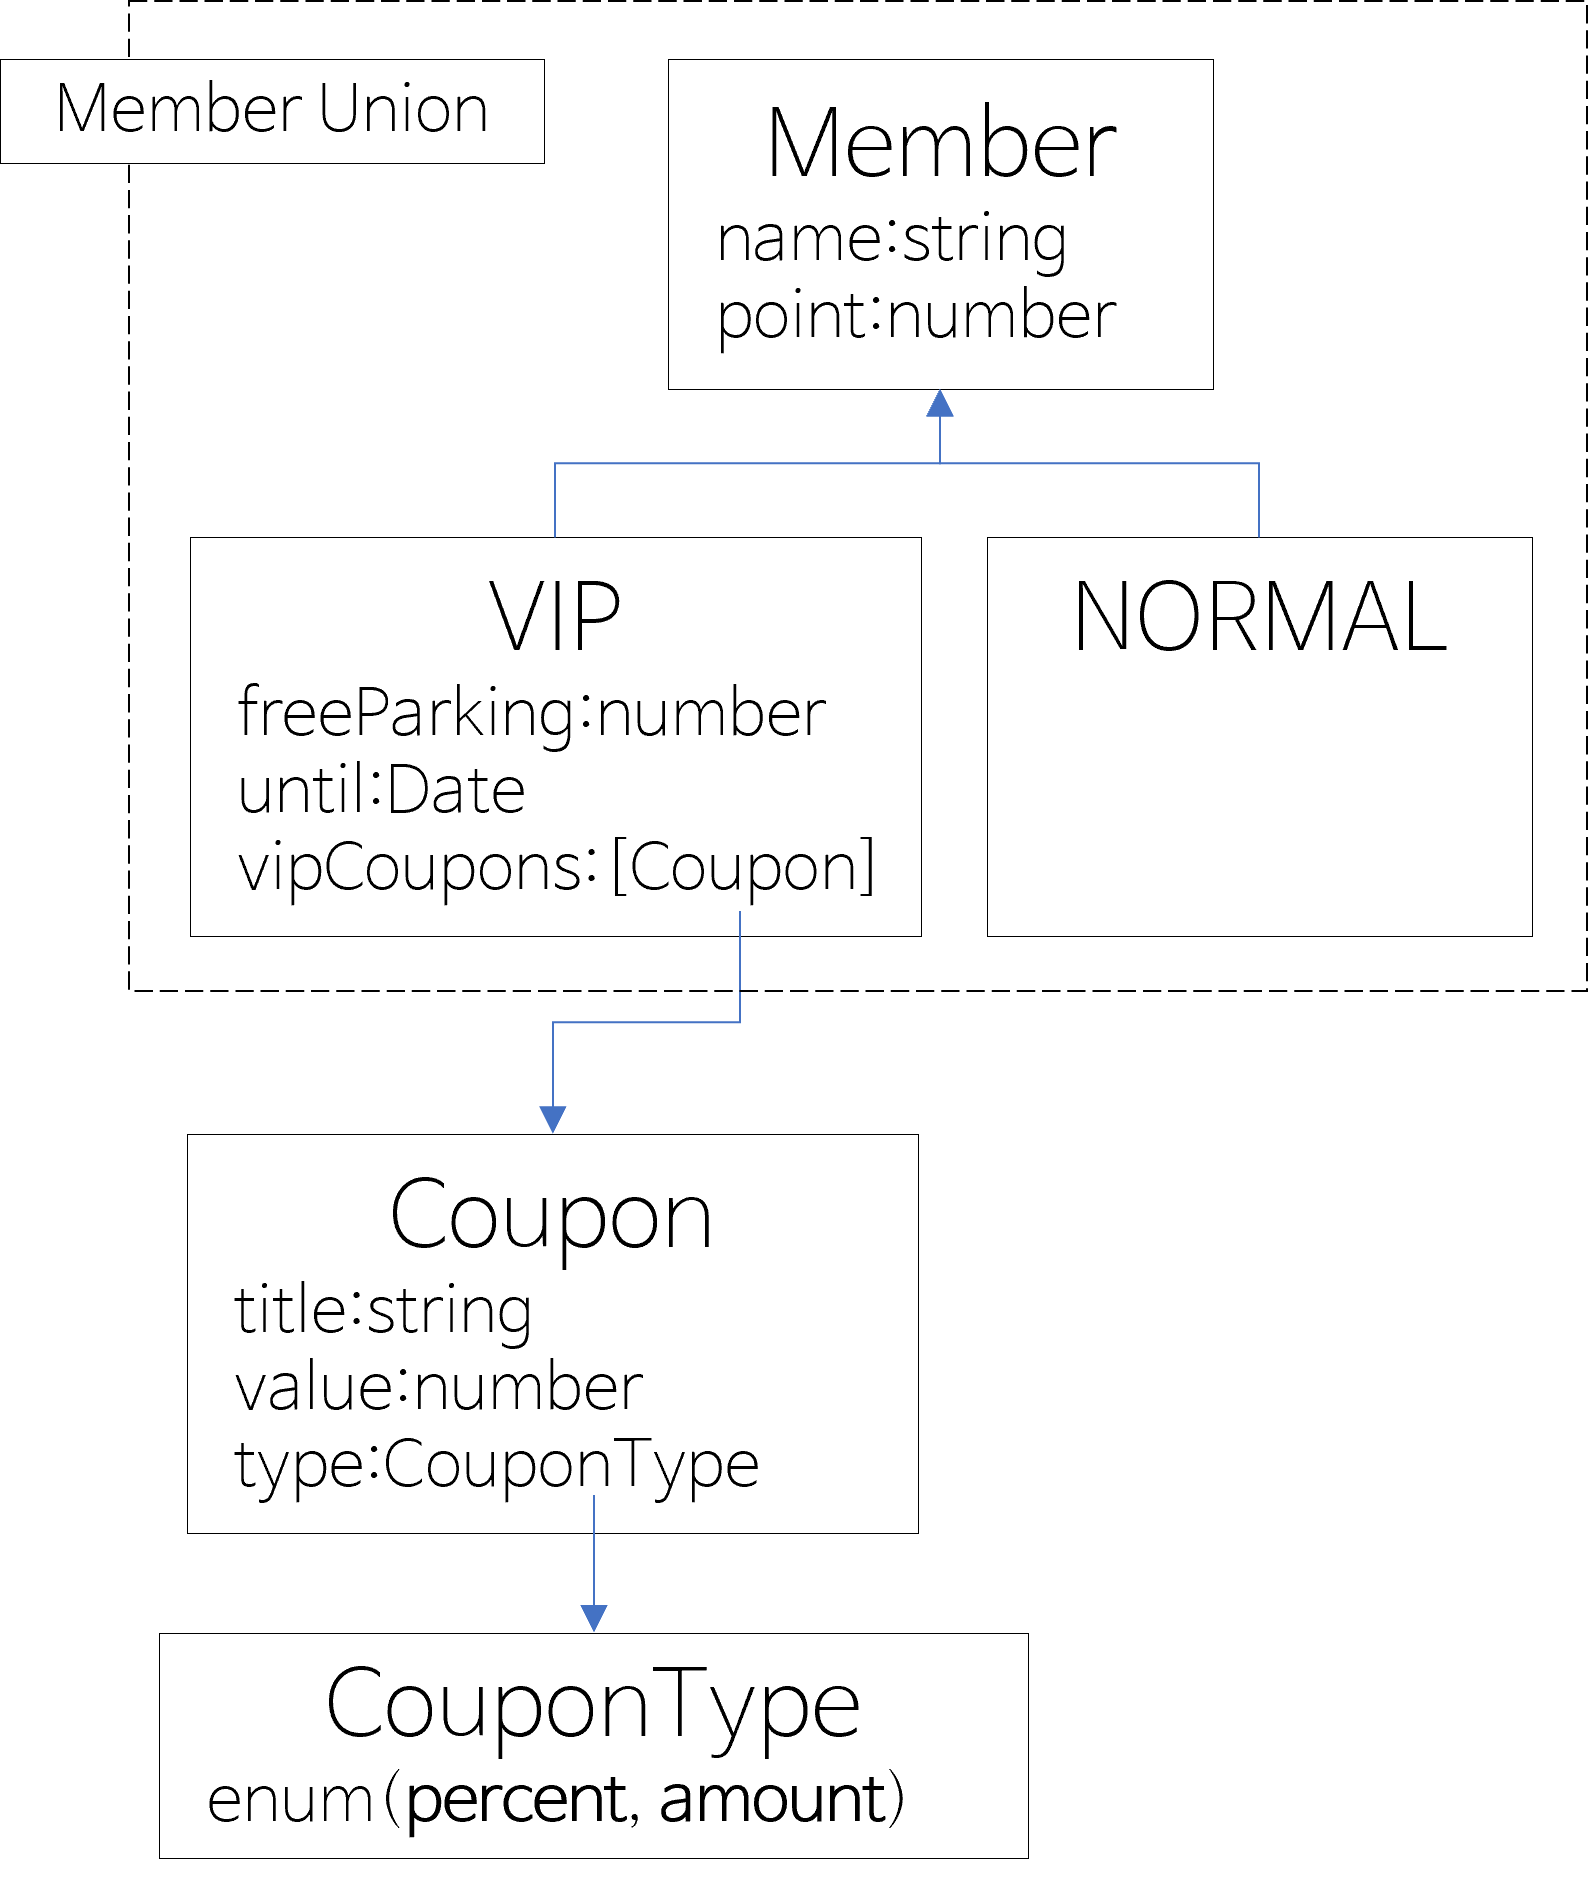 Member Union
Member
name:string
point:number
VIP
freeParking:number
until:Date
vipCoupons: [Coupon]
NORMAL
Coupon
title:string
value:number
type:CouponType
CouponType
enum(percent, amount)